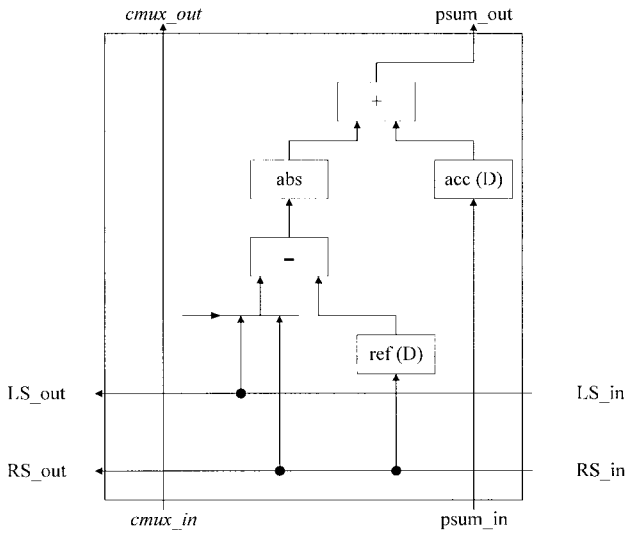 cmux_out
psum_out
+
abs
acc (D)
-
ref (D)
LS_out
LS_in
RS_out
RS_in
cmux_in
psum_in